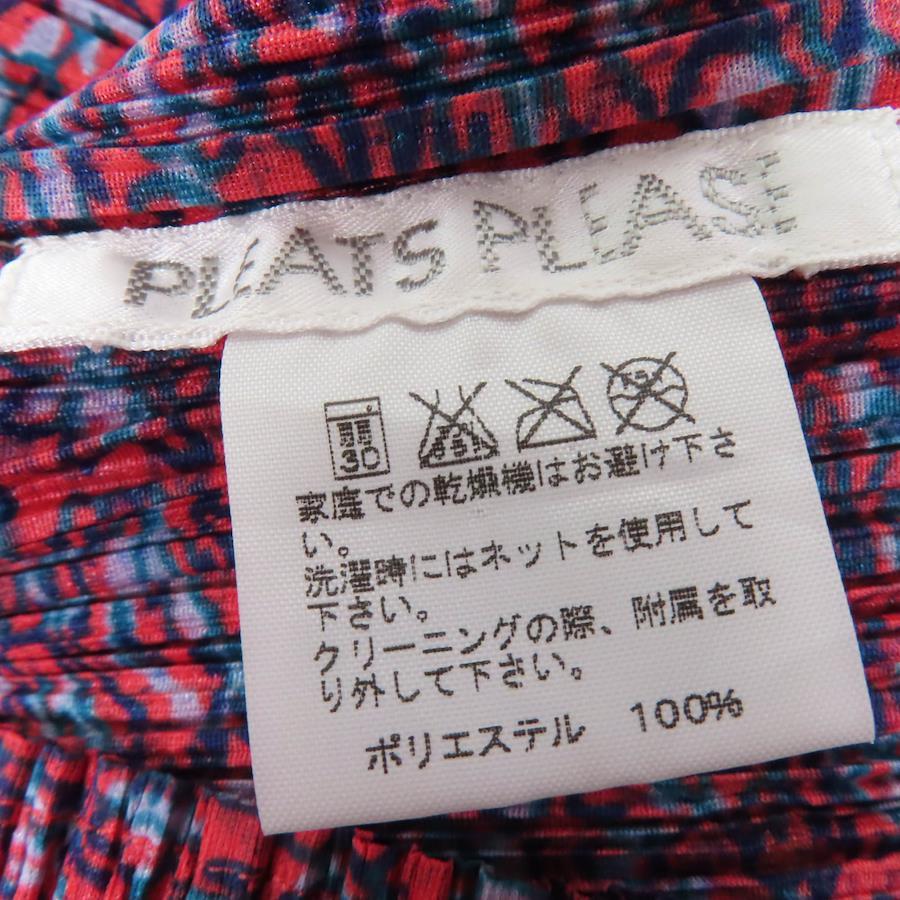 PLEATS PLEASE
30
家庭での乾燥機はお避け下さ
い。
洗濯時にはネットを使用して
下さい。
クリーニングの際、附属を取
り外して下さい。
ポリエステル 100%